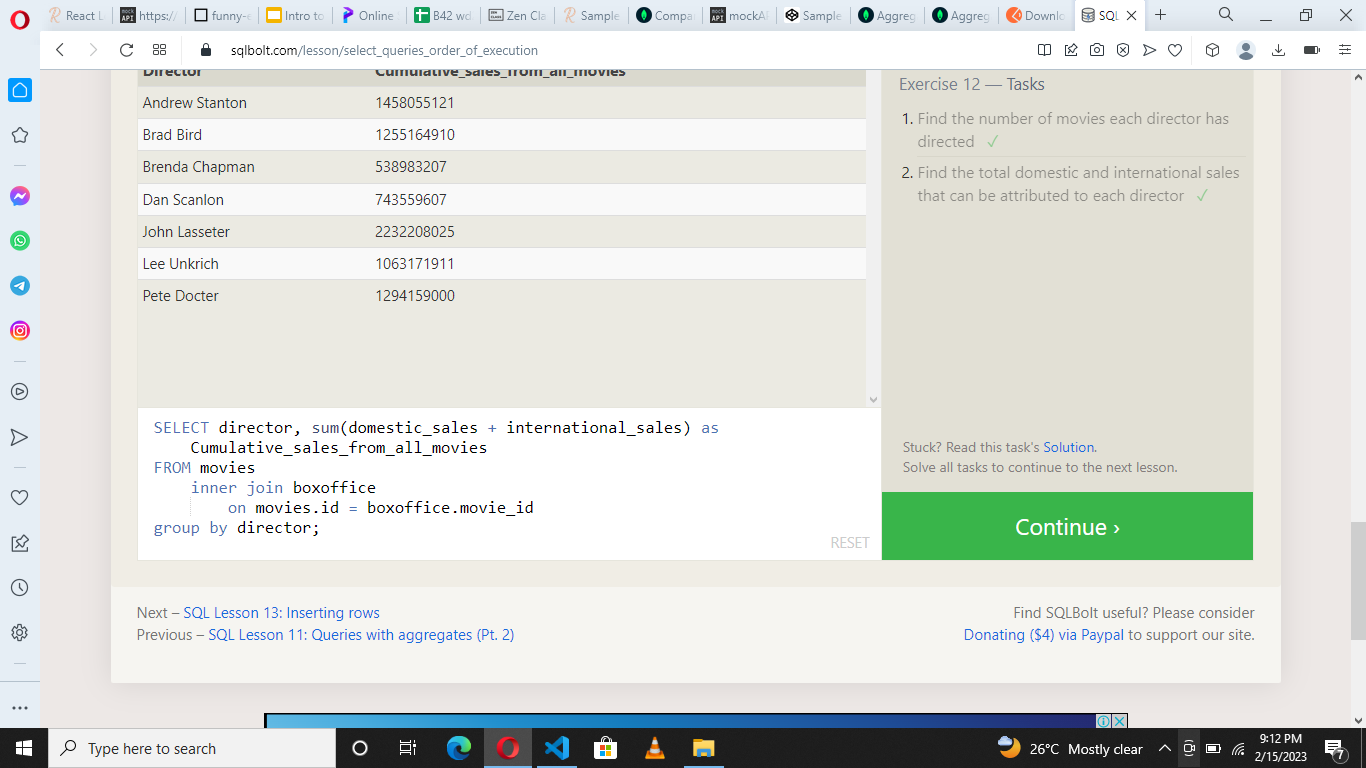 React L
https://
funny-e
Intro to
Online
B42 wd
Zen Cla
Sample
Compa
mockAP
Sample
Aggreg
Aggreg
Downlo
SQL
sqlbolt.com/lesson/select_queries_order_of_execution
Director Cumulative_sales_from_all_movies
Andrew Stanton 1458055121
Brad Bird 1255164910
Brenda Chapman 538983207
Dan Scanlon 743559607
John Lasseter 2232208025
Lee Unkrich 1063171911
Pete Docter 1294159000
SELECT director, sum(domestic_sales + international_sales) as
Cumulative_sales_from_all_movies
FROM movies
inner join boxoffice
on movies.id = boxoffice.movie_id
group by director;
RESET
Exercise 12 — Tasks
1. Find the number of movies each director has
directed ✓
2. Find the total domestic and international sales
that can be attributed to each director ✓
Stuck? Read this task's Solution.
Solve all tasks to continue to the next lesson.
Continue ›
Next – SQL Lesson 13: Inserting rows
Previous – SQL Lesson 11: Queries with aggregates (Pt. 2)
Find SQLBolt useful? Please consider
Donating ($4) via Paypal to support our site.
Type here to search
26°C Mostly clear
9:12 PM
2/15/2023
7